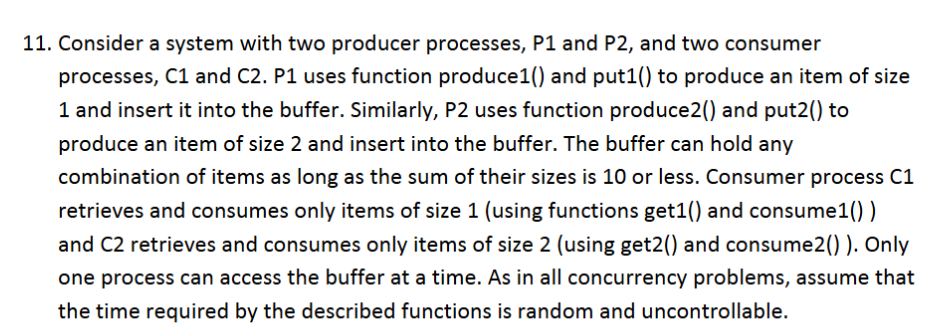 11. Consider a system with two producer processes, P1 and P2, and two consumer
processes, C1 and C2. P1 uses function produce1() and put1() to produce an item of size
1 and insert it into the buffer. Similarly, P2 uses function produce2() and put2() to
produce an item of size 2 and insert into the buffer. The buffer can hold any
combination of items as long as the sum of their sizes is 10 or less. Consumer process C1
retrieves and consumes only items of size 1 (using functions get1() and consume1() )
and C2 retrieves and consumes only items of size 2 (using get2() and consume2() ). Only
one process can access the buffer at a time. As in all concurrency problems, assume that
the time required by the described functions is random and uncontrollable.